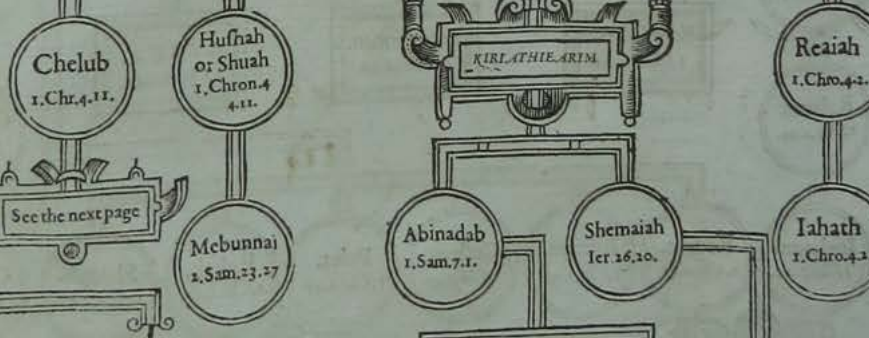 Chelub
1.Chr.4.11.
Huſhah
or Shuah
1,Chron.4
4.11.
KIRIATHIEARIM
Reaiah
1.Chro.4.2.
See the next page
Mebunnai
2.Sam.23.27
Abinadab
1.Sam.7.1.
Shemaiah
Ier.26.20.
Iahath
1.Chro.4.2